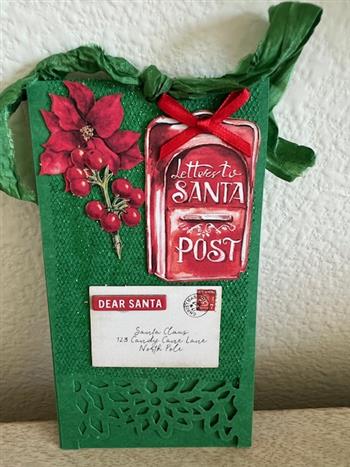 Letters to
SANTA
POST
DEAR SANTA
Santa Claus
123 Candy Cane Lane
North Pole